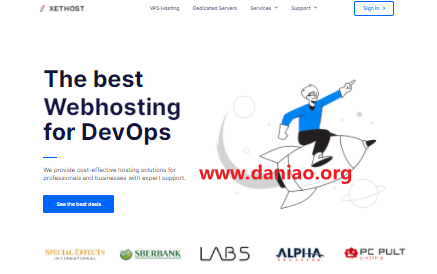 XETHOST
VPS Hosting Dedicated Servers Services Support Sign in
The best
Webhosting
for DevOps
We provide cost-effective hosting solutions for
professionals and businesses with expert support.
www.daniao.org
See the best deals
SPECIAL EFFECTS
INTERNATIONAL
SBERBANK
LAB5
ALPHA
PC PULT
online